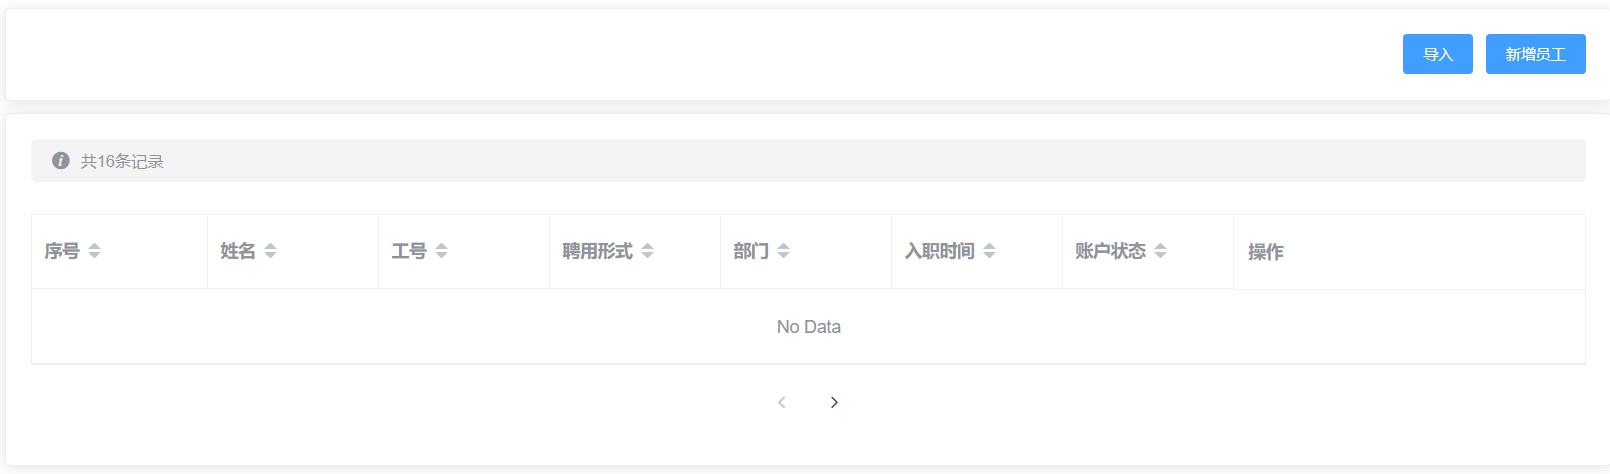 导入 新增员工
共16条记录
序号 姓名 工号 聘用形式 部门 入职时间 账户状态 操作
No Data